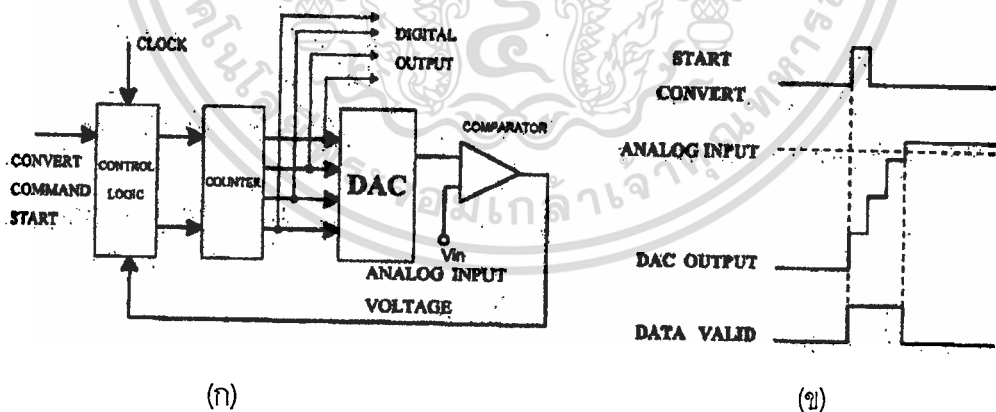 CLOCK
DIGITAL
OUTPUT
CONVERT
COMMAND
START
CONTROL
LOGIC
COUNTER
DAC
COMPARATOR
Vin
ANALOG INPUT
VOLTAGE
(ก)
START
CONVERT
ANALOG INPUT
DAC OUTPUT
DATA VALID
(ข)